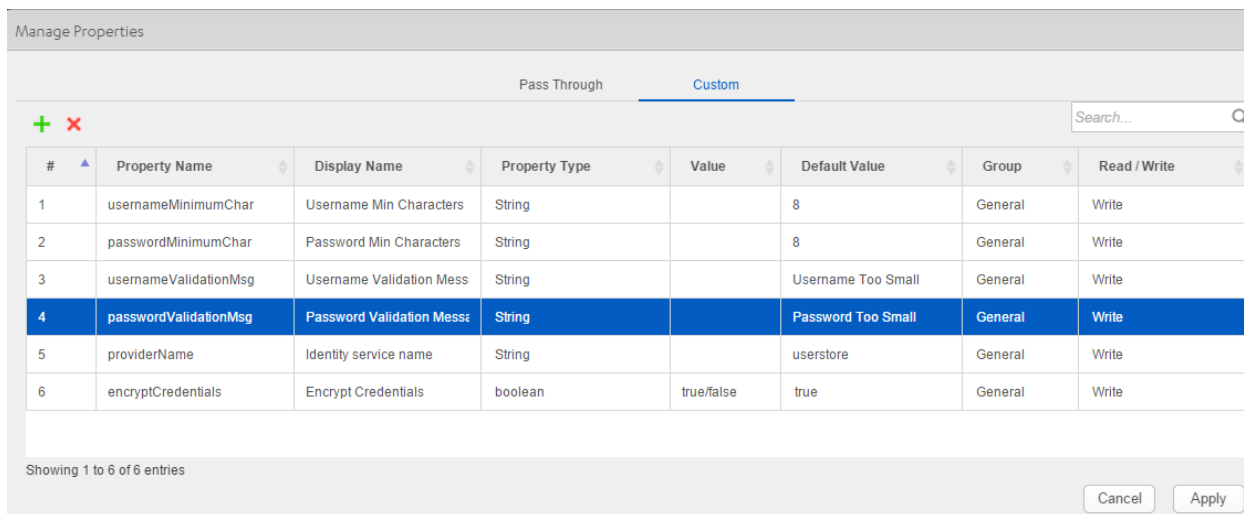 Manage Properties
Pass Through Custom
Search...
# Property Name Display Name Property Type Value Default Value Group Read / Write
1 usernameMinimumChar Username Min Characters String 8 General Write
2 passwordMinimumChar Password Min Characters String 8 General Write
3 usernameValidationMsg Username Validation Mess String Username Too Small General Write
4 passwordValidationMsg Password Validation Messa String Password Too Small General Write
5 providerName Identity service name String userstore General Write
6 encryptCredentials Encrypt Credentials boolean true/false true General Write
Showing 1 to 6 of 6 entries
Cancel Apply